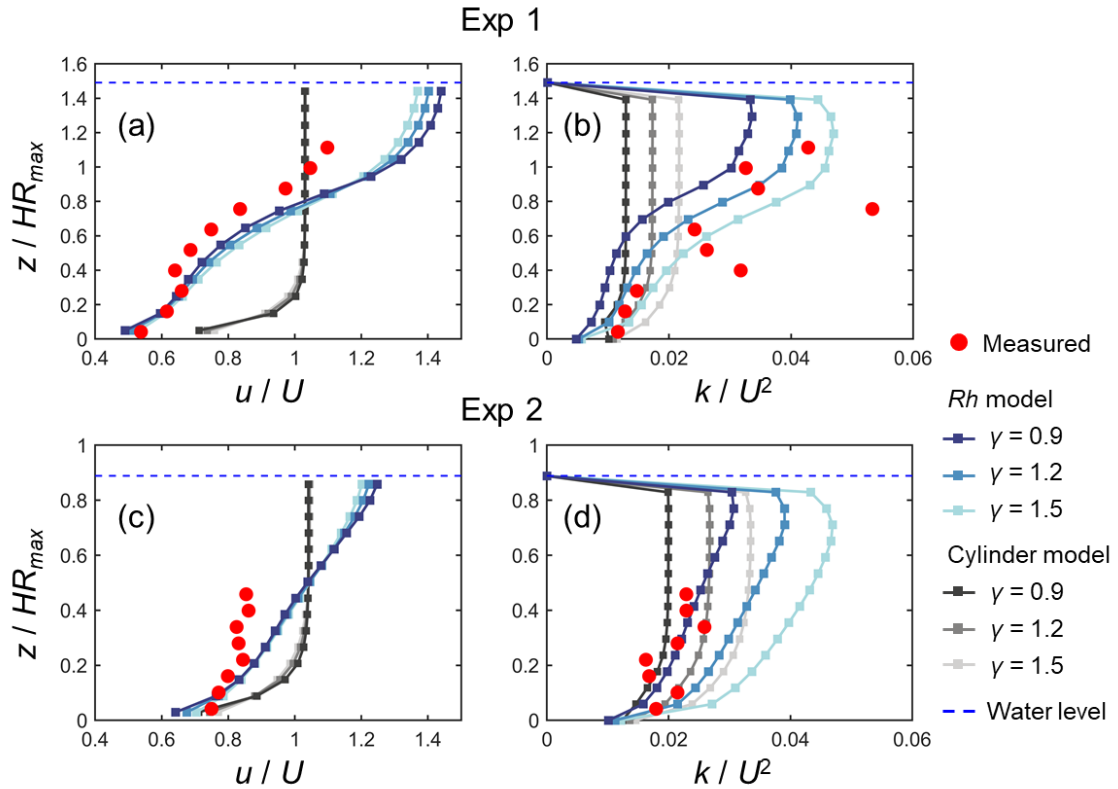 Exp 1
(a)
1.6
1.4
1.2
1
0.8
0.6
0.4
0.2
0
0.4 0.6 0.8 1 1.2 1.4
z / HR_max
u / U
(b)
1.6
1.4
1.2
1
0.8
0.6
0.4
0.2
0
0 0.02 0.04 0.06
k / U²
Exp 2
(c)
1
0.8
0.6
0.4
0.2
0
0.4 0.6 0.8 1 1.2 1.4
z / HR_max
u / U
(d)
1
0.8
0.6
0.4
0.2
0
0 0.02 0.04 0.06
k / U²
Measured
Rh model
γ = 0.9
γ = 1.2
γ = 1.5
Cylinder model
γ = 0.9
γ = 1.2
γ = 1.5
Water level